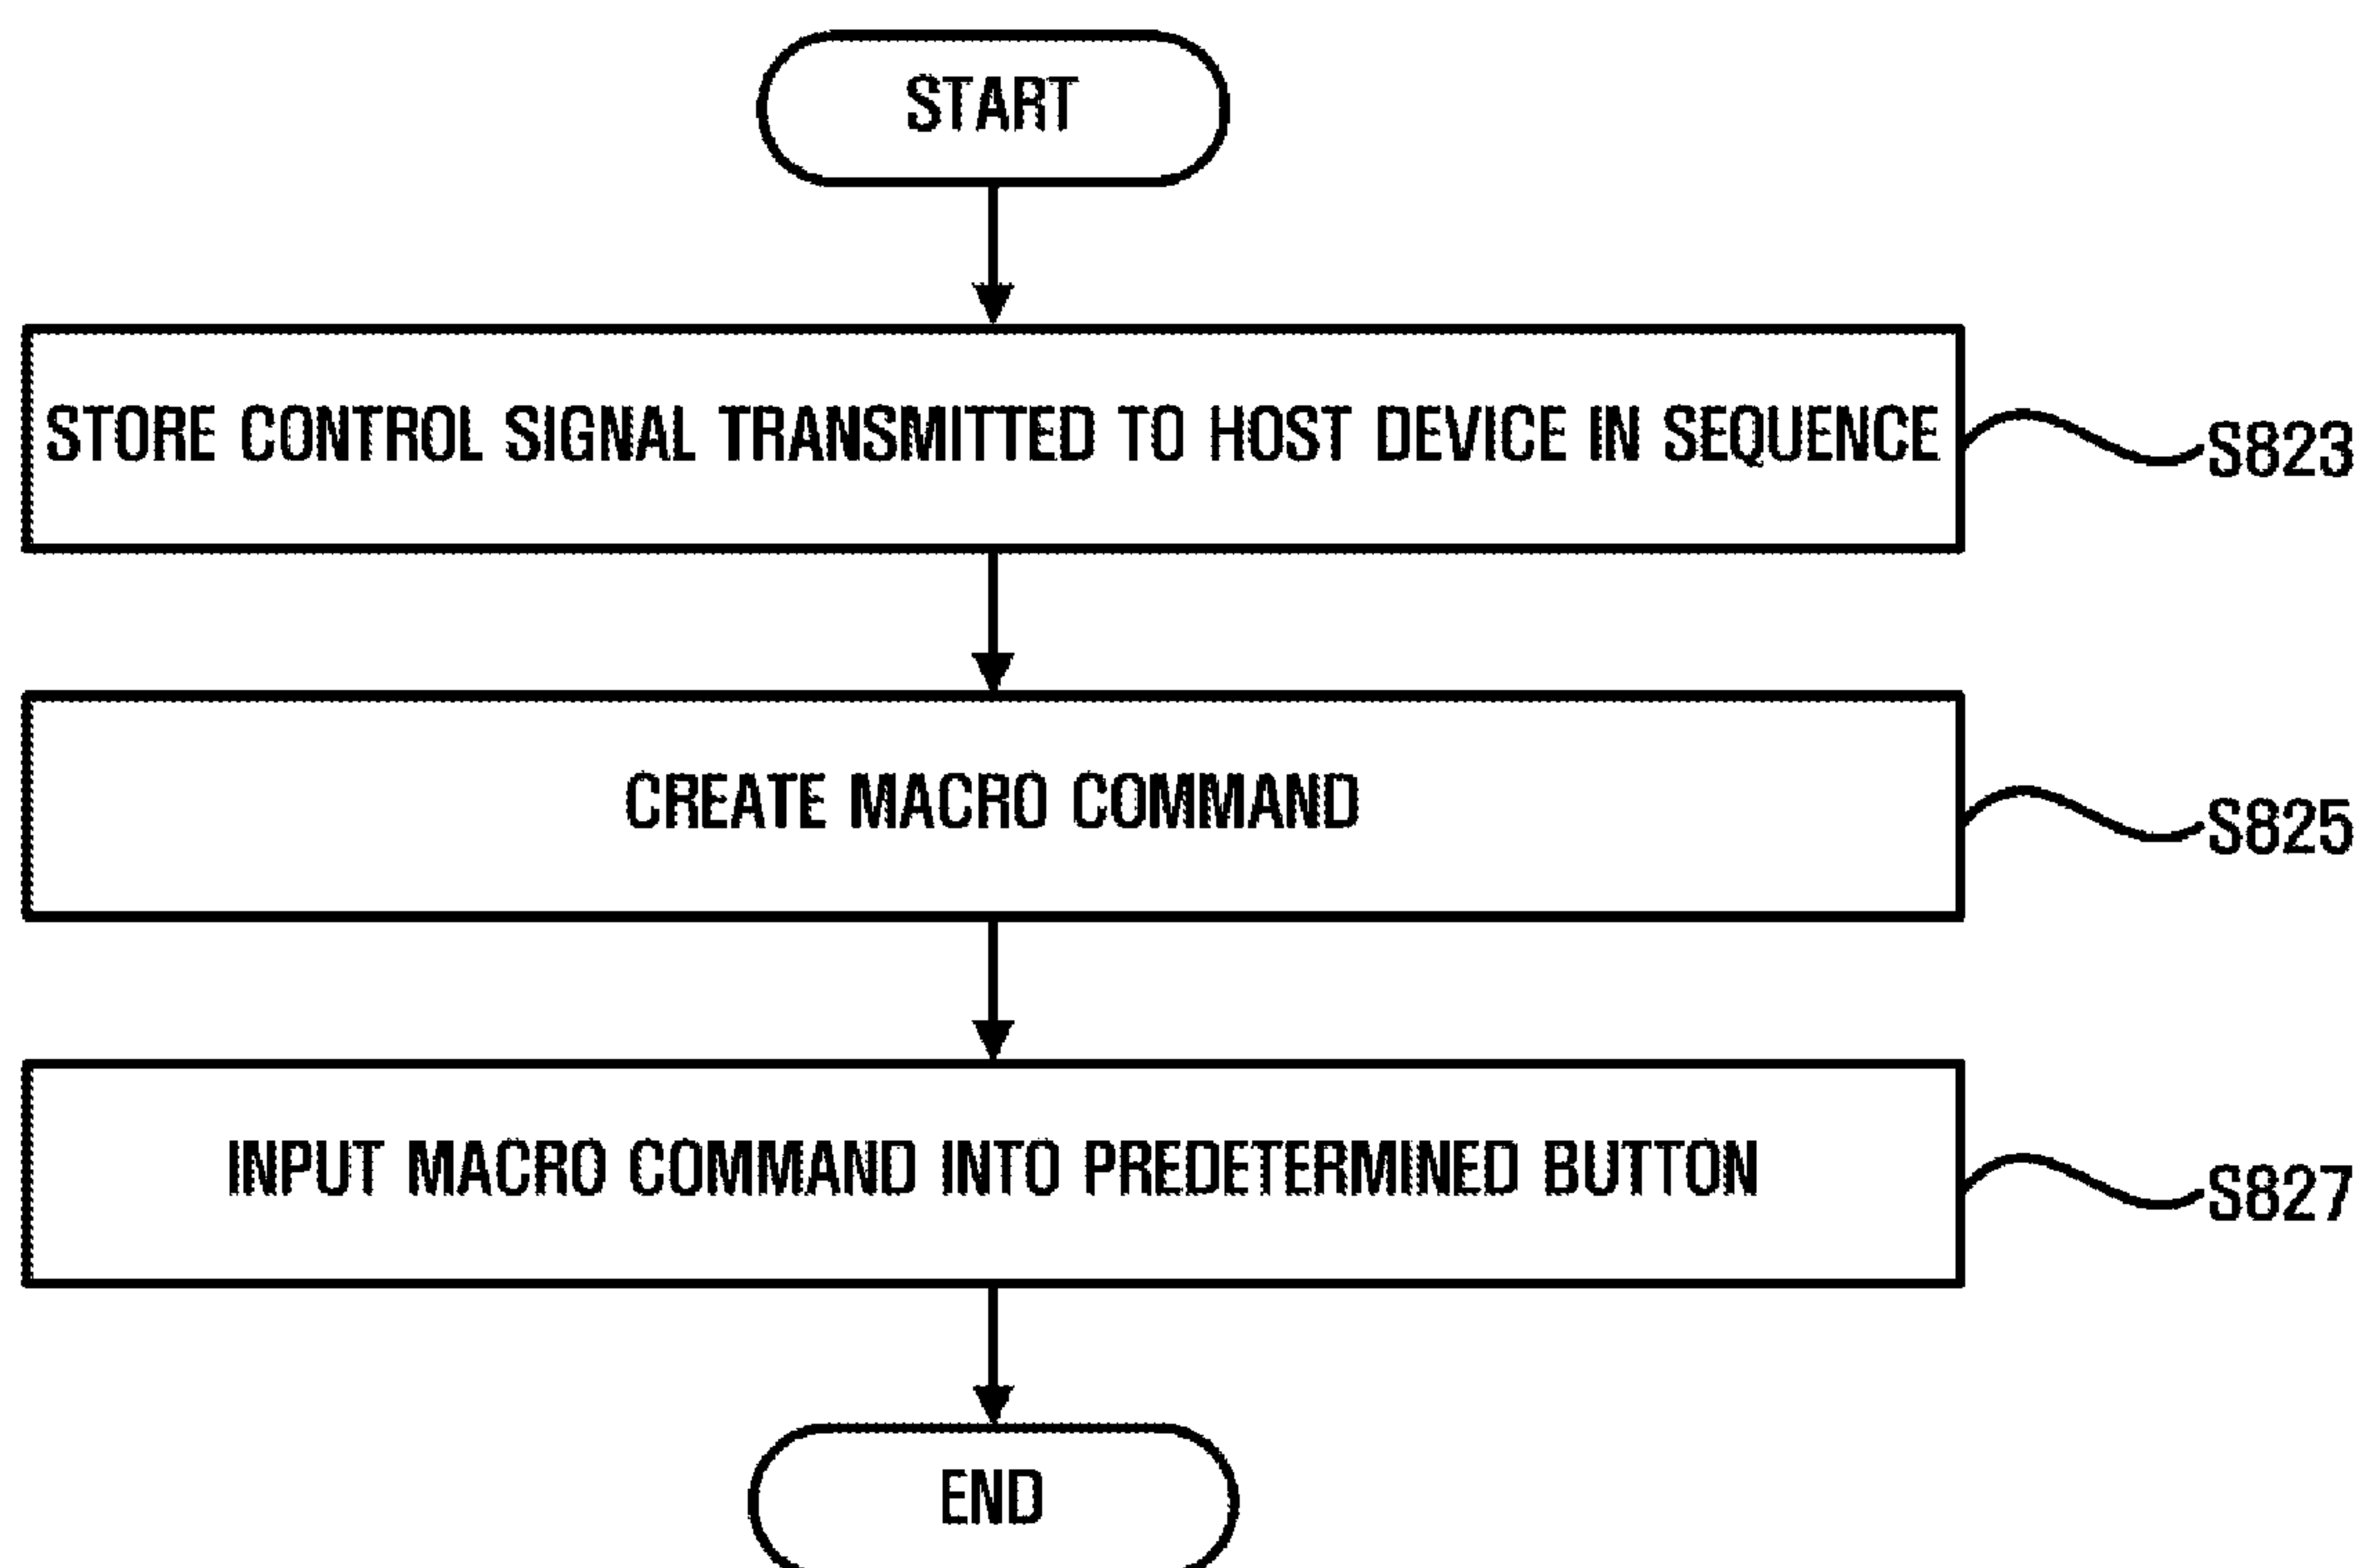 START
STORE CONTROL SIGNAL TRANSMITTED TO HOST DEVICE IN SEQUENCE
S823
CREATE MACRO COMMAND
S825
INPUT MACRO COMMAND INTO PREDETERMINED BUTTON
S827
END